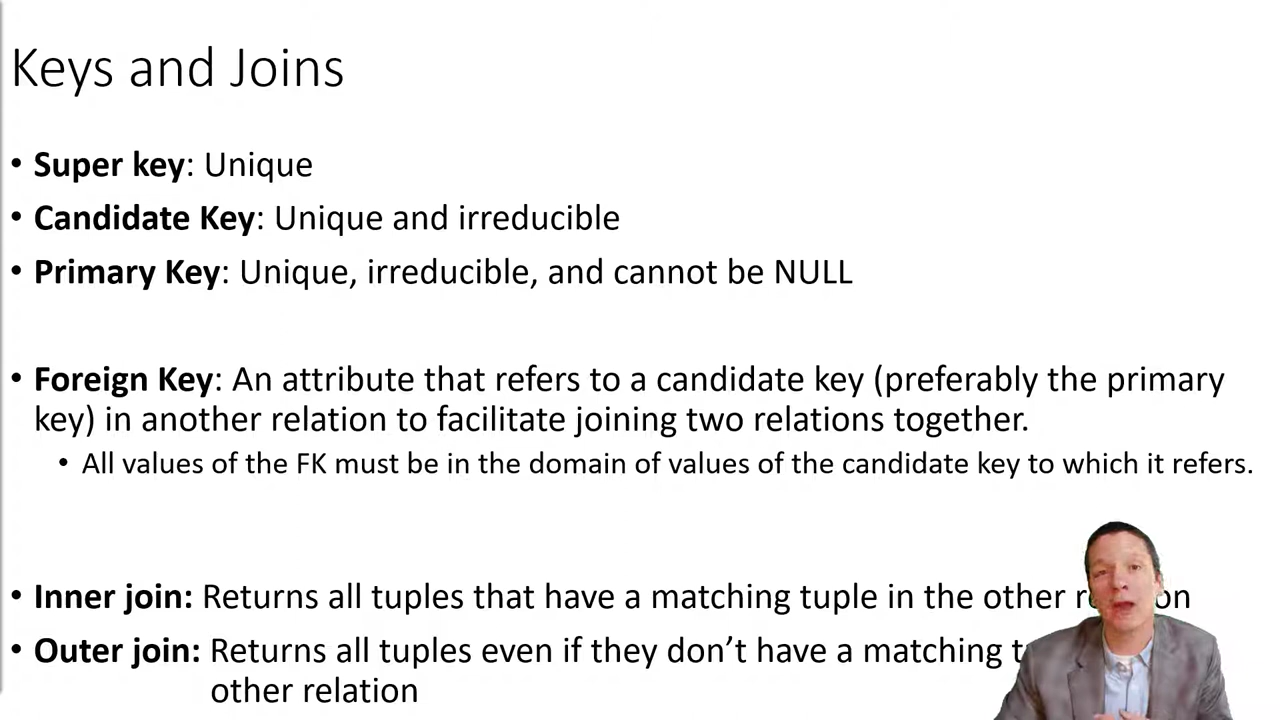 Keys and Joins
• Super key: Unique
• Candidate Key: Unique and irreducible
• Primary Key: Unique, irreducible, and cannot be NULL
• Foreign Key: An attribute that refers to a candidate key (preferably the primary
key) in another relation to facilitate joining two relations together.
• All values of the FK must be in the domain of values of the candidate key to which it refers.
• Inner join: Returns all tuples that have a matching tuple in the other
• Outer join: Returns all tuples even if they don’t have a matching
other relation